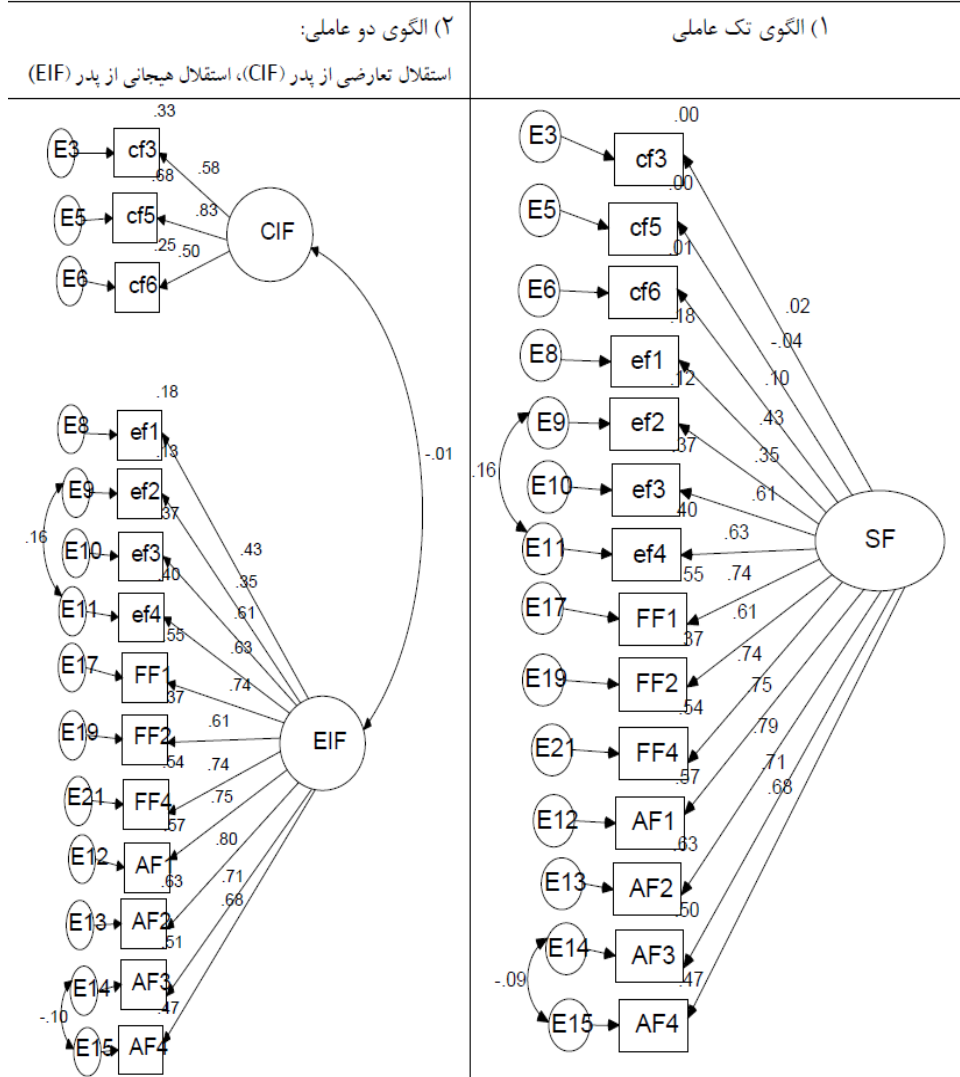 ۱) الگوی تک عاملی
۲) الگوی دو عاملی:
استقلال تعارضی از پدر (CIF)، استقلال هیجانی از پدر (EIF)
.00
E3
cf3
.00
E5
cf5
.01
E6
cf6
.18
E8
ef1
.12
E9
ef2
.37
E10
ef3
.40
E11
ef4
.55
E17
FF1
.37
E19
FF2
.54
E21
FF4
.57
E12
AF1
.63
E13
AF2
.50
E14
AF3
.47
E15
AF4
.16
-.09
.02
-.04
.10
.43
.35
.61
.63
.74
.61
.74
.75
.79
.71
.68
SF
.33
E3
cf3
.68
E5
cf5
.25
E6
cf6
.58
.83
.50
CIF
-.01
.18
E8
ef1
.13
E9
ef2
.37
E10
ef3
.40
E11
ef4
.55
E17
FF1
.37
E19
FF2
.54
E21
FF4
.57
E12
AF1
.63
E13
AF2
.51
E14
AF3
.47
E15
AF4
.16
-.10
.43
.35
.61
.63
.74
.61
.74
.75
.80
.71
.68
EIF